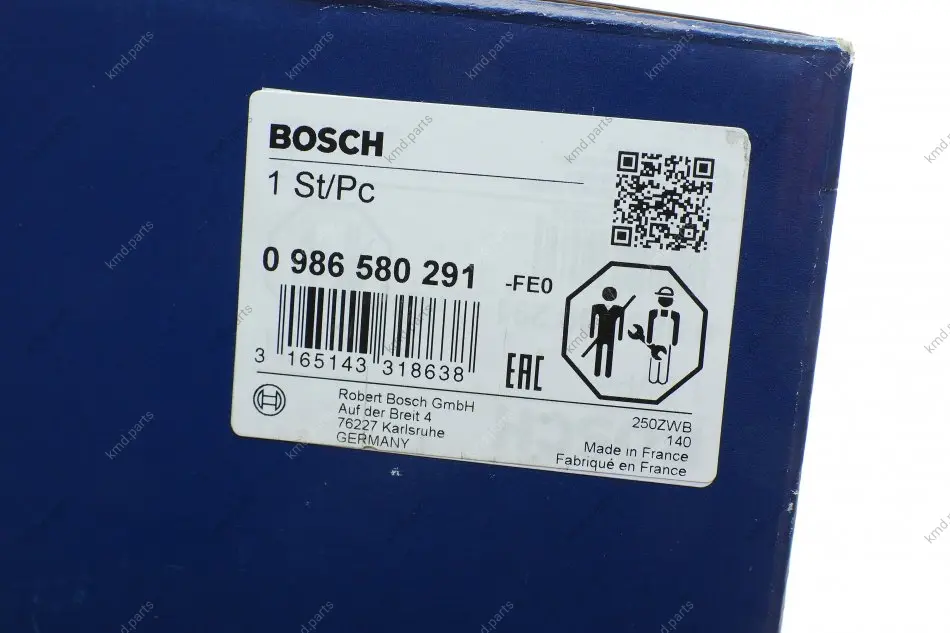 BOSCH
1 St/Pc
0 986 580 291 -FE0
3 165143 318638
EAC
Robert Bosch GmbH
Auf der Breit 4
76227 Karlsruhe
GERMANY
250ZWB
140
Made in France
Fabriqué en France
kmd.parts